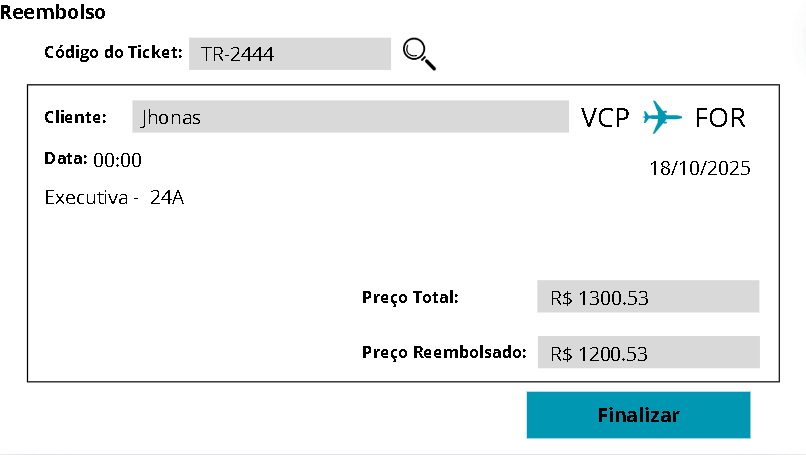 Reembolso
Código do Ticket: TR-2444
Cliente: Jhonas VCP FOR
Data: 00:00 18/10/2025
Executiva - 24A
Preço Total: R$ 1300.53
Preço Reembolsado: R$ 1200.53
Finalizar